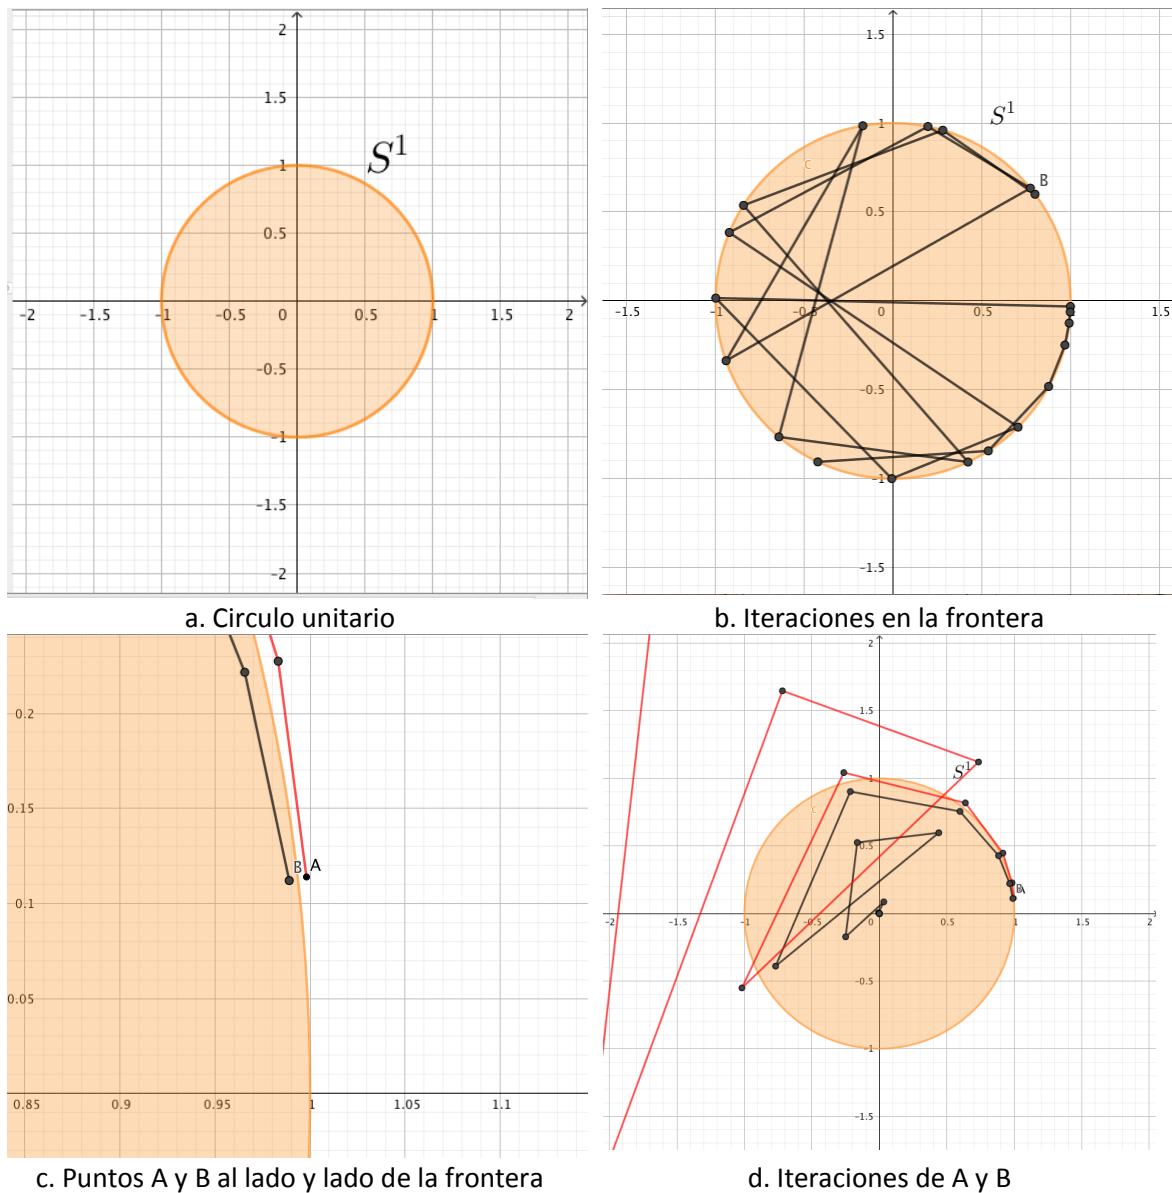 2
1.5
S¹
1
0.5
-2 -1.5 -1 -0.5 0 0.5 1 1.5 2
-0.5
-1
-1.5
-2
a. Circulo unitario
1.5
S¹
1
C
B
0.5
-1.5 -1 -0.5 0 0.5 1 1.5
-0.5
-1
-1.5
b. Iteraciones en la frontera
0.2
0.15
B A
0.1
0.05
0.85 0.9 0.95 1 1.05 1.1
c. Puntos A y B al lado y lado de la frontera
2
1.5
S¹
1
C
0.5
B A
-2 -1.5 -1 -0.5 0 0.5 1 1.5 2
-0.5
-1
-1.5
d. Iteraciones de A y B